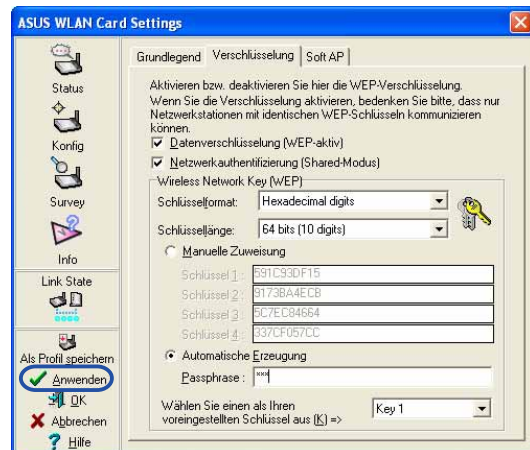 ASUS WLAN Card Settings
Status
Konfig
Survey
Info
Link State
Als Profil speichern
Anwenden
OK
Abbrechen
Hilfe
Grundlegend
Verschlüsselung
Soft AP
Aktivieren bzw. deaktivieren Sie hier die WEP-Verschlüsselung.
Wenn Sie die Verschlüsselung aktivieren, bedenken Sie bitte, dass nur
Netzwerkstationen mit identischen WEP-Schlüsseln kommunizieren
können.
Datenverschlüsselung (WEP-aktiv)
Netzwerkauthentifizierung (Shared-Modus)
Wireless Network Key (WEP)
Schlüsselformat: Hexadecimal digits
Schlüssellänge: 64 bits (10 digits)
Manuelle Zuweisung
Schlüssel 1 : 591C93DF15
Schlüssel 2 : 9173BA4ECB
Schlüssel 3 : 5C7EC84664
Schlüssel 4 : 337CF057CC
Automatische Erzeugung
Passphrase : ***
Wählen Sie einen als Ihren
voreingestellten Schlüssel aus (K) => Key 1